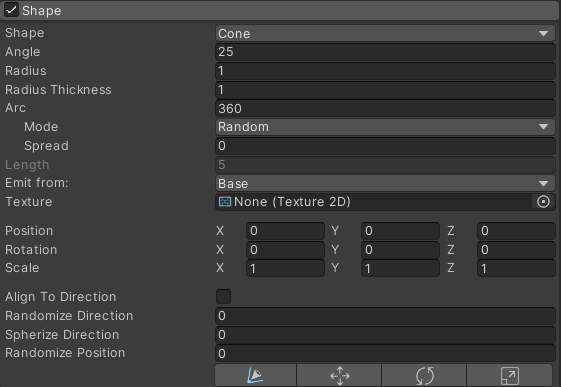 Shape
Shape Cone
Angle 25
Radius 1
Radius Thickness 1
Arc 360
Mode Random
Spread 0
Length 5
Emit from: Base
Texture None (Texture 2D)
Position X 0 Y 0 Z 0
Rotation X 0 Y 0 Z 0
Scale X 1 Y 1 Z 1
Align To Direction
Randomize Direction 0
Spherize Direction 0
Randomize Position 0